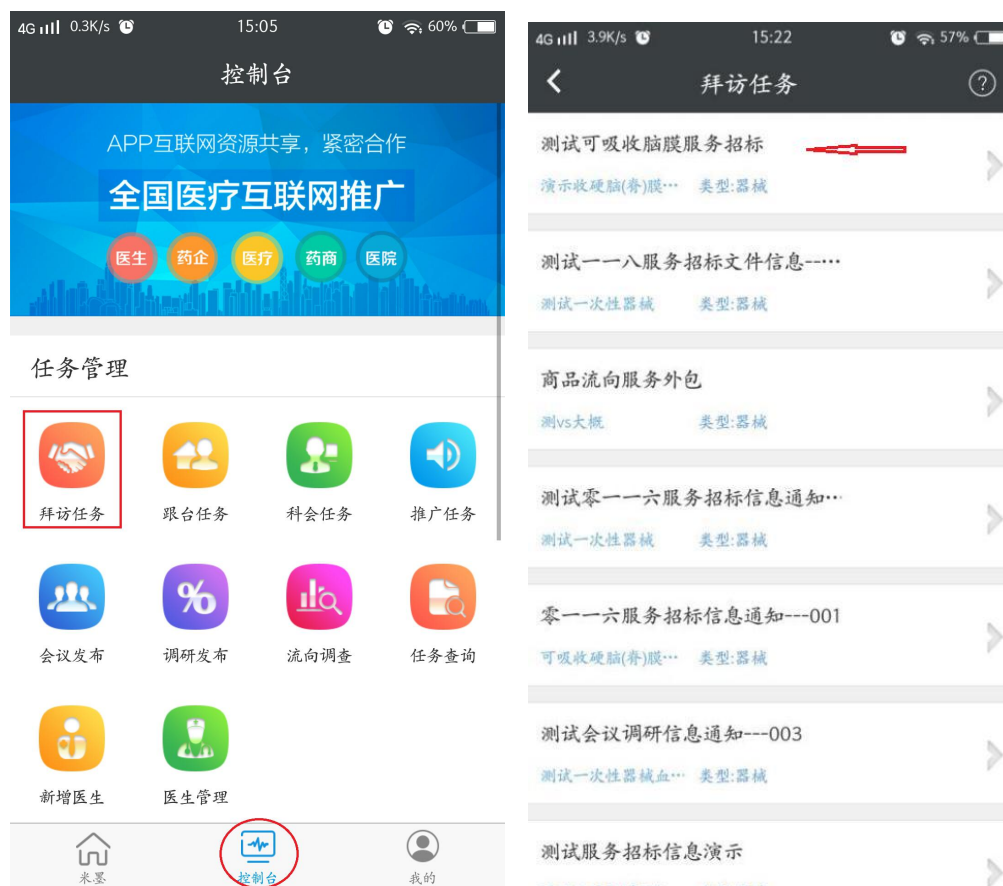 4G 0.3K/s 15:05 60%
控制台
APP互联网资源共享，紧密合作
全国医疗互联网推广
医生 药企 医疗 药商 医院
任务管理
拜访任务 跟台任务 科会任务 推广任务
%
会议发布 调研发布 流向调查 任务查询
新增医生 医生管理
米墨 控制台 我的
4G 3.9K/s 15:22 57%
拜访任务 ?
测试可吸收脑膜服务招标
演示收硬脑(脊)膜… 类型:器械
测试一一八服务招标文件信息--…
测试一次性器械 类型:器械
商品流向服务外包
测vs大概 类型:器械
测试零一一六服务招标信息通知…
测试一次性器械 类型:器械
零一一六服务招标信息通知---001
可吸收硬脑(脊)膜… 类型:器械
测试会议调研信息通知---003
测试一次性器械血… 类型:器械
测试服务招标信息演示